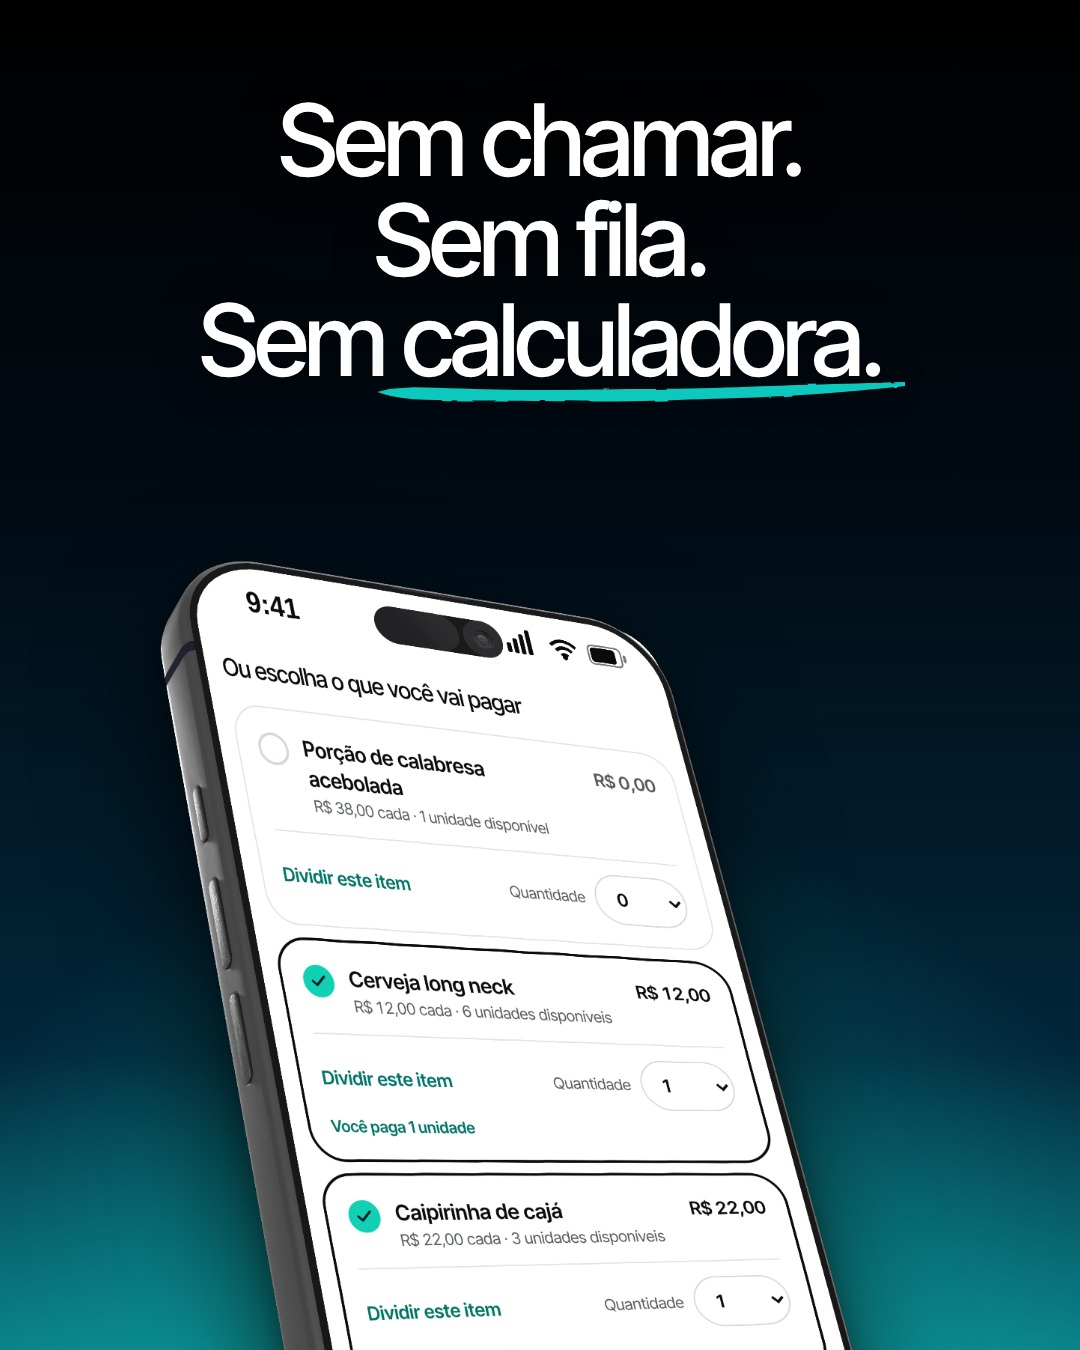 Sem chamar.
Sem fila.
Sem calculadora.
9:41
Ou escolha o que você vai pagar
Porção de calabresa
acebolada
R$ 0,00
R$ 38,00 cada · 1 unidade disponível
Dividir este item
Quantidade
0
Cerveja long neck
R$ 12,00
R$ 12,00 cada · 6 unidades disponíveis
Dividir este item
Quantidade
1
Você paga 1 unidade
Caipirinha de cajá
R$ 22,00
R$ 22,00 cada · 3 unidades disponíveis
Dividir este item
Quantidade
1